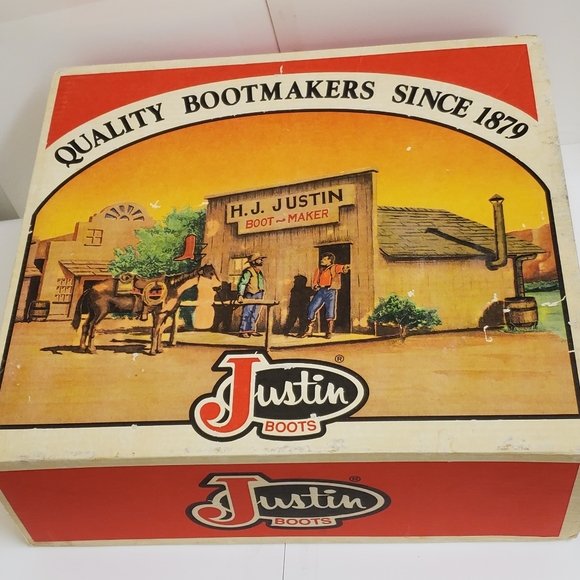 QUALITY BOOTMAKERS SINCE 1879
H. J. JUSTIN
BOOT~MAKER
Justin ®
BOOTS
Justin ®
BOOTS